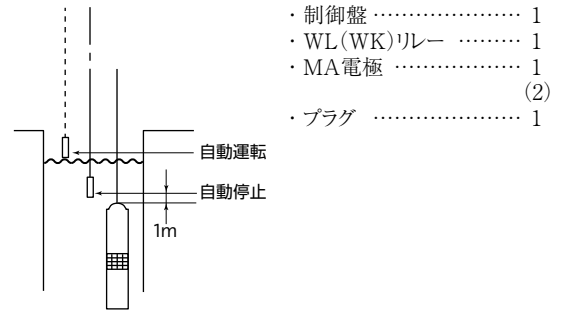 ・制御盤 ………………… 1
・WL(WK)リレー ……… 1
・MA電極 ……………… 1
(2)
・プラグ ………………… 1
自動運転
自動停止
1m